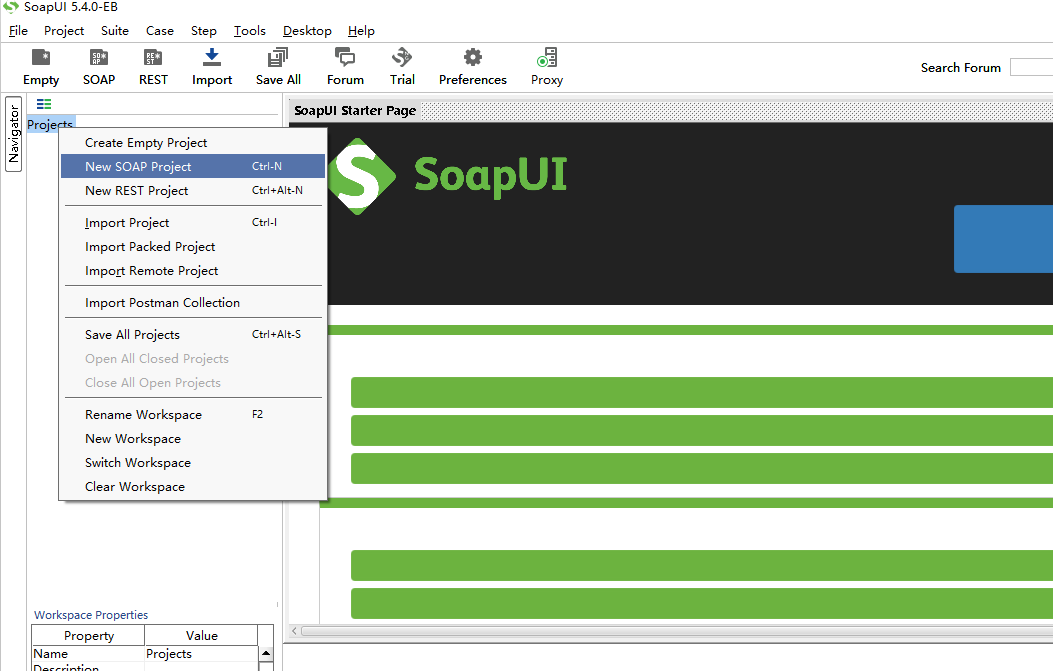 SoapUI 5.4.0-EB
File Project Suite Case Step Tools Desktop Help
Empty SOAP REST Import Save All Forum Trial Preferences Proxy Search Forum
Navigator
Projects
SoapUI Starter Page
SoapUI
Create Empty Project
New SOAP Project Ctrl-N
New REST Project Ctrl+Alt-N
Import Project Ctrl-I
Import Packed Project
Import Remote Project
Import Postman Collection
Save All Projects Ctrl+Alt-S
Open All Closed Projects
Close All Open Projects
Rename Workspace F2
New Workspace
Switch Workspace
Clear Workspace
Workspace Properties
Property Value
Name Projects
Description